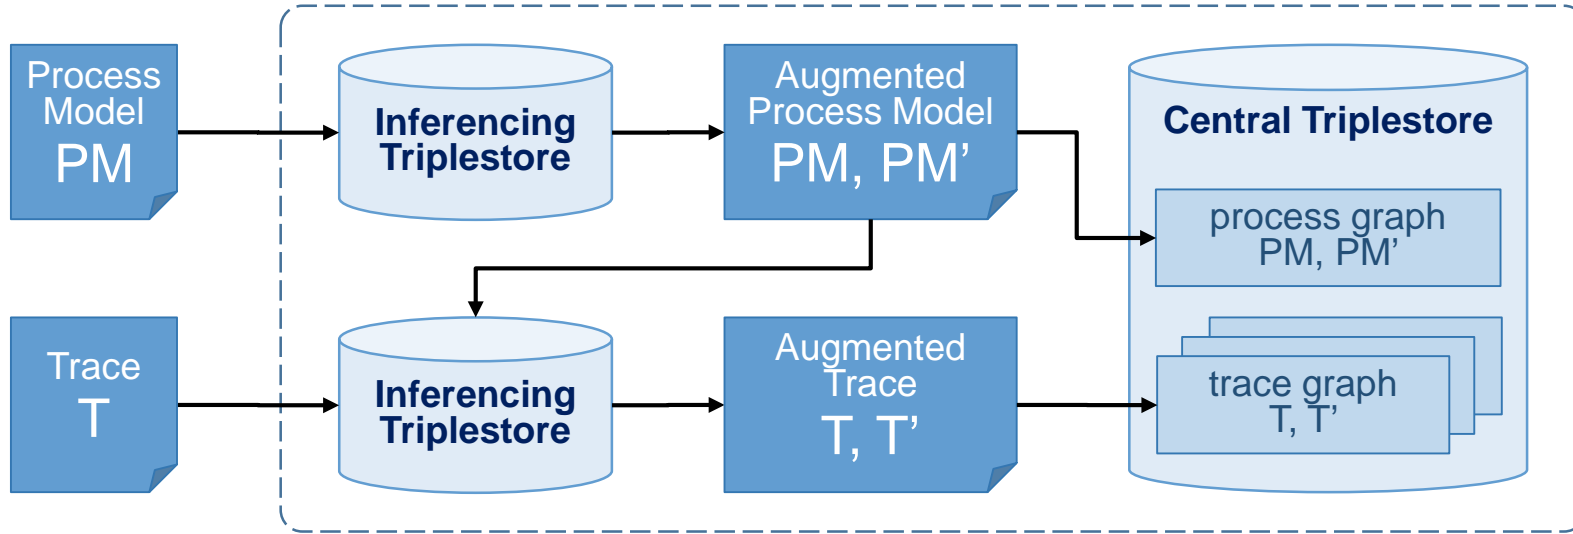 Process
Model
PM
Inferencing
Triplestore
Augmented
Process Model
PM, PM’
Central Triplestore
process graph
PM, PM’
Trace
T
Inferencing
Triplestore
Augmented
Trace
T, T’
trace graph
T, T’